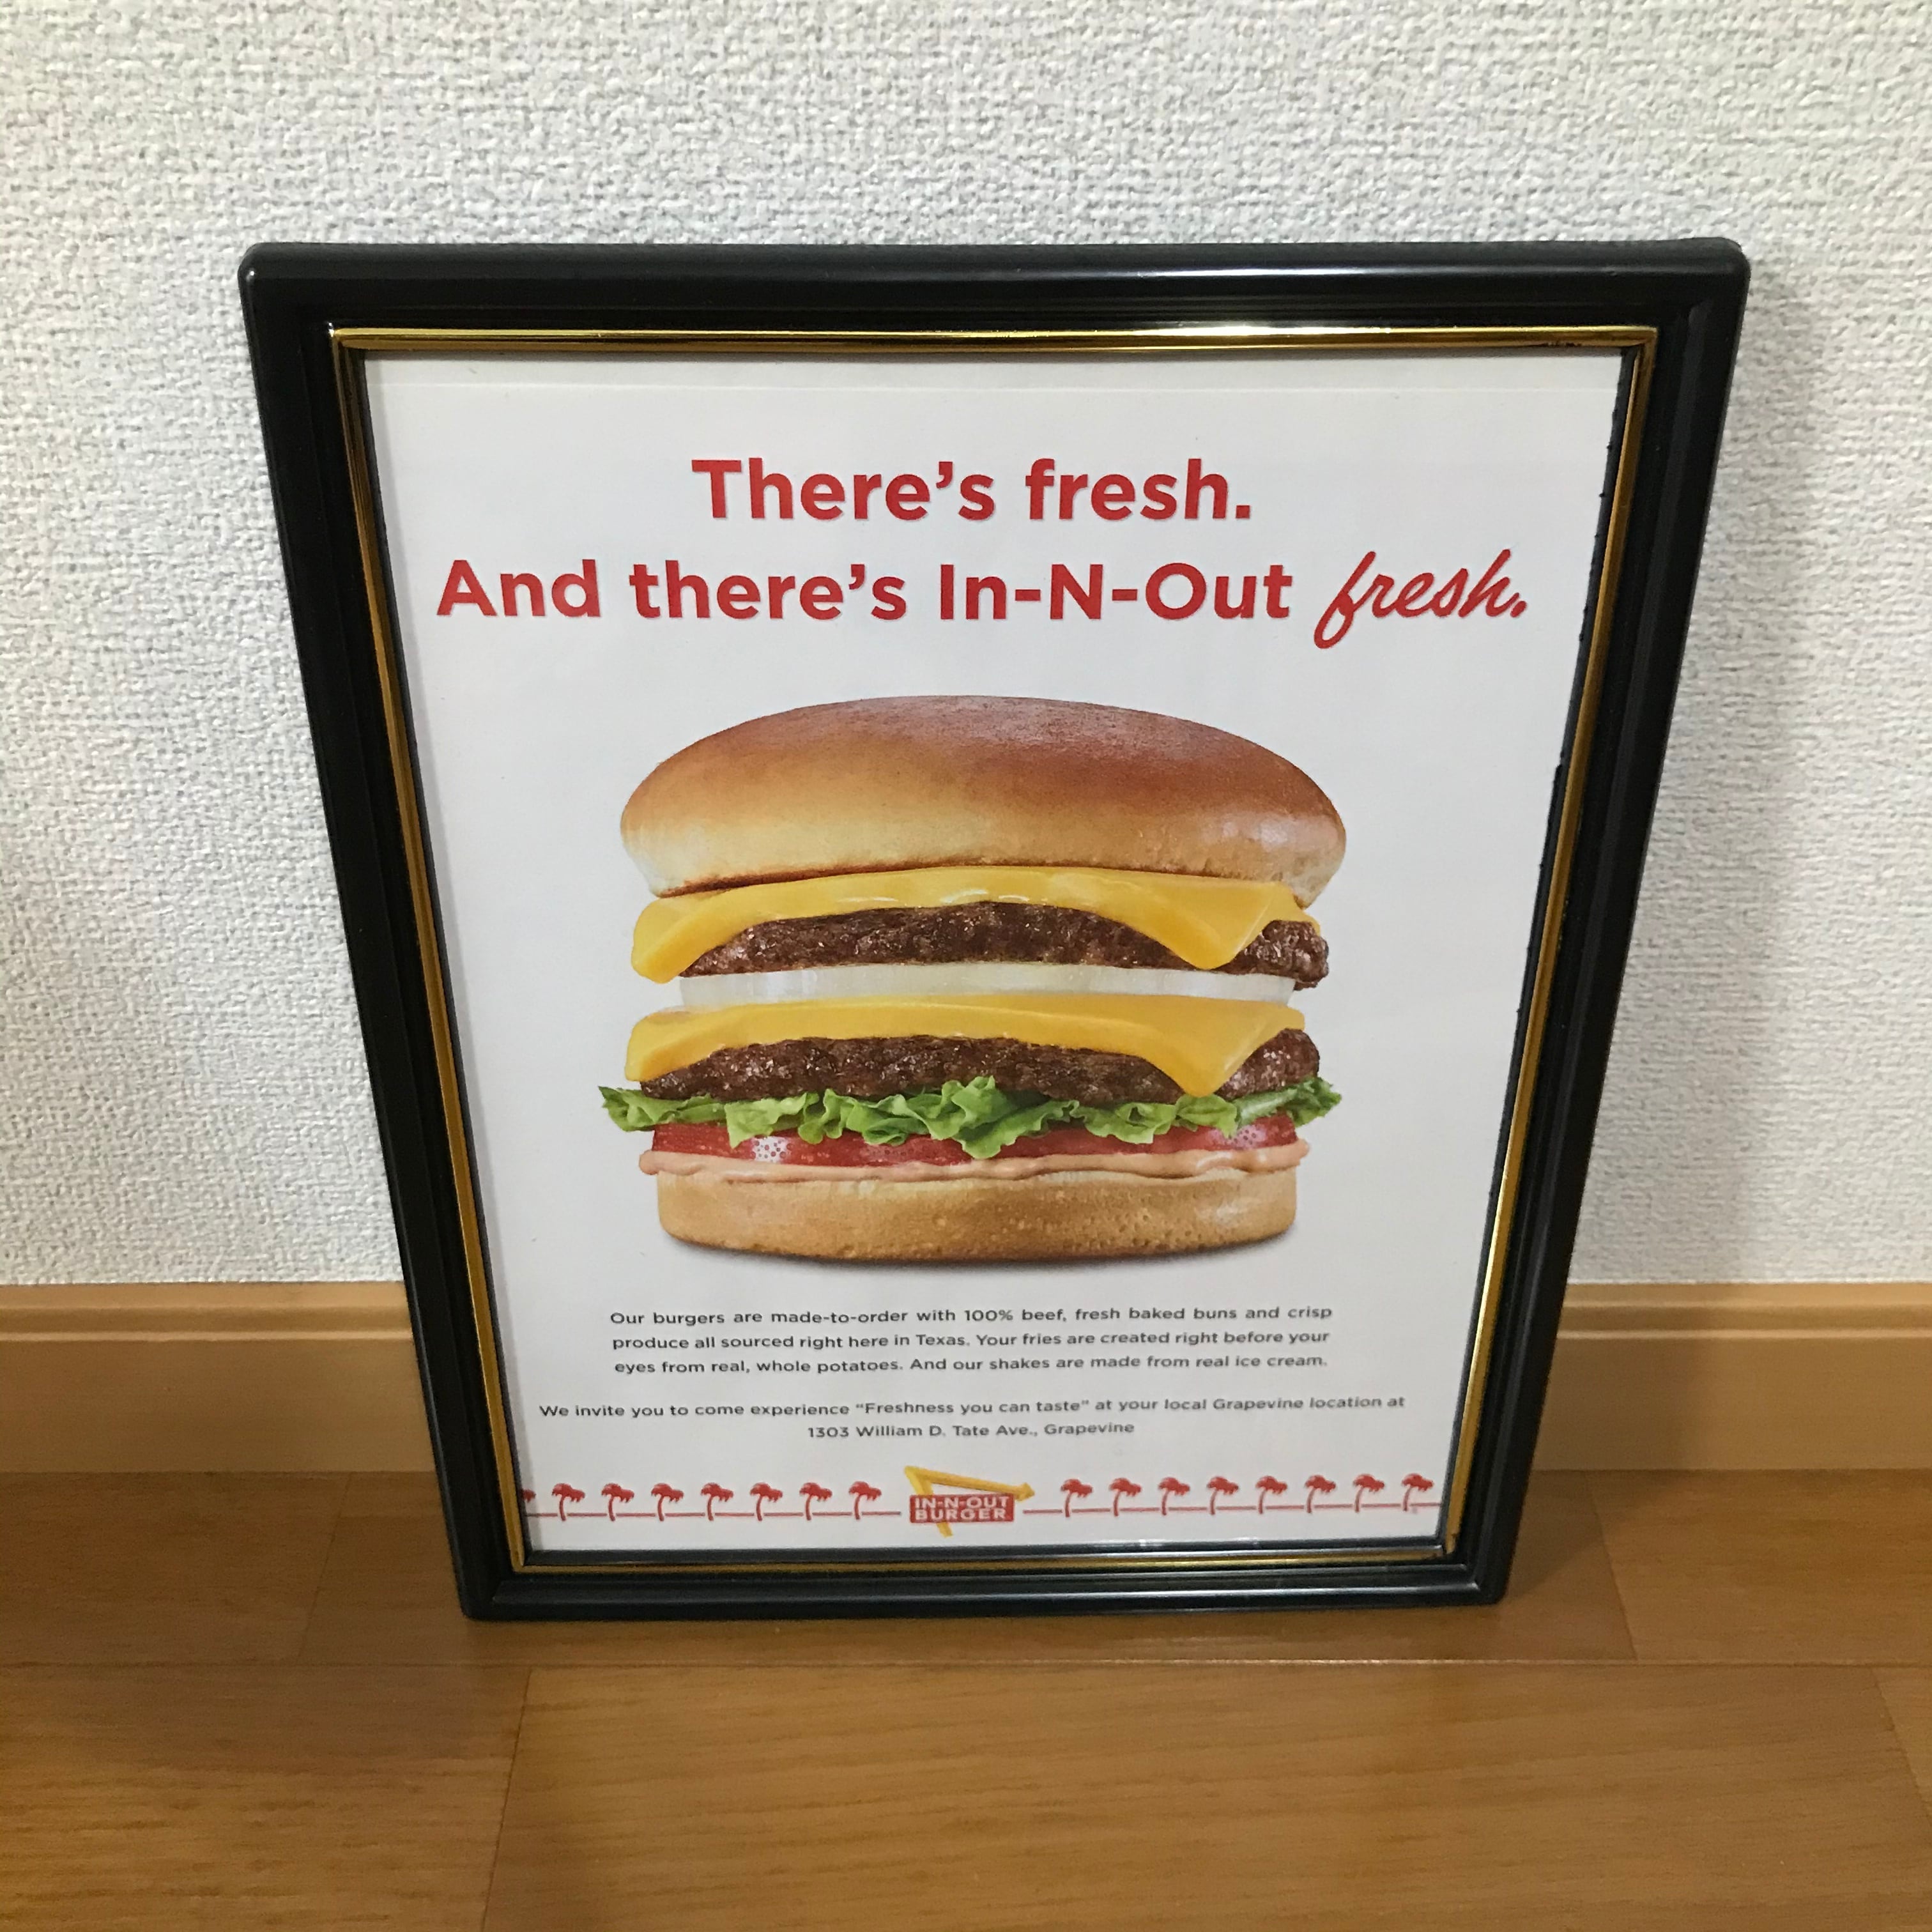 There's fresh.
And there's In-N-Out fresh.
Our burgers are made-to-order with 100% beef, fresh baked buns and crisp
produce all sourced right here in Texas. Your fries are created right before your
eyes from real, whole potatoes. And our shakes are made from real ice cream.
We invite you to come experience "Freshness you can taste" at your local Grapevine location at
1303 William D. Tate Ave., Grapevine
IN-N-OUT
BURGER